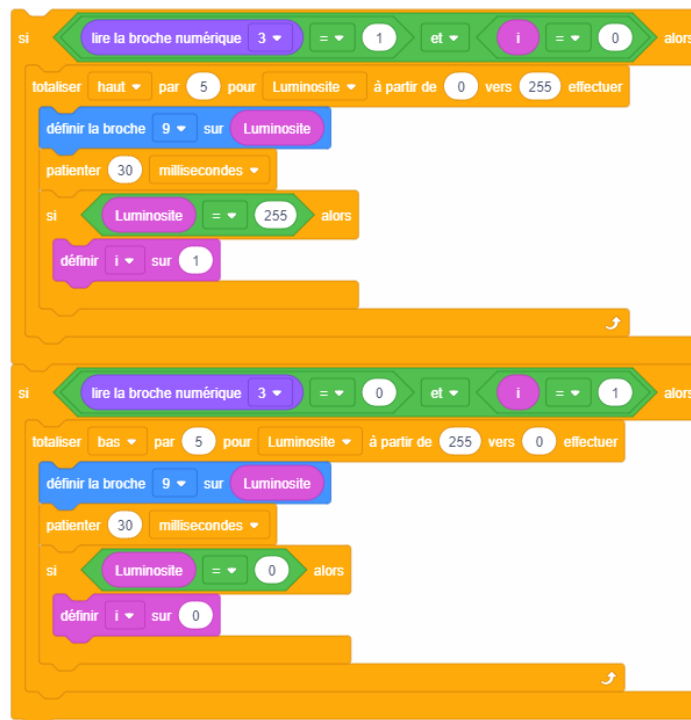 si lire la broche numérique 3 = 1 et i = 0 alors
totaliser haut par 5 pour Luminosite à partir de 0 vers 255 effectuer
définir la broche 9 sur Luminosite
patienter 30 millisecondes
si Luminosite = 255 alors
définir i sur 1
si lire la broche numérique 3 = 0 et i = 1 alors
totaliser bas par 5 pour Luminosite à partir de 255 vers 0 effectuer
définir la broche 9 sur Luminosite
patienter 30 millisecondes
si Luminosite = 0 alors
définir i sur 0